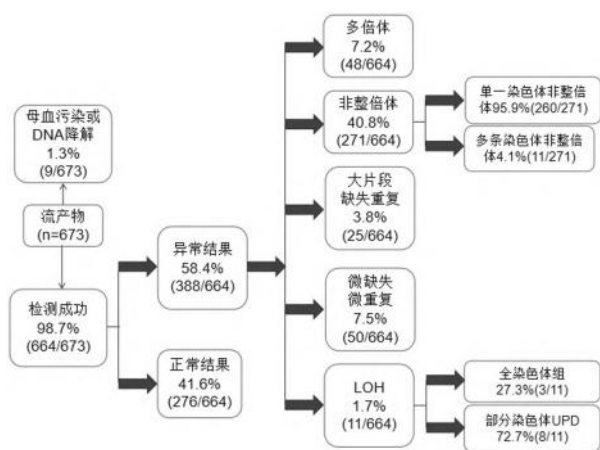 母血污染或
DNA降解
1.3%
(9/673)
流产物
(n=673)
检测成功
98.7%
(664/673)
异常结果
58.4%
(388/664)
正常结果
41.6%
(276/664)
多倍体
7.2%
(48/664)
非整倍体
40.8%
(271/664)
单一染色体非整倍
体95.9%(260/271)
多条染色体非整倍
体4.1%(11/271)
大片段
缺失重复
3.8%
(25/664)
微缺失
微重复
7.5%
(50/664)
LOH
1.7%
(11/664)
全染色体组
27.3%(3/11)
部分染色体UPD
72.7%(8/11)